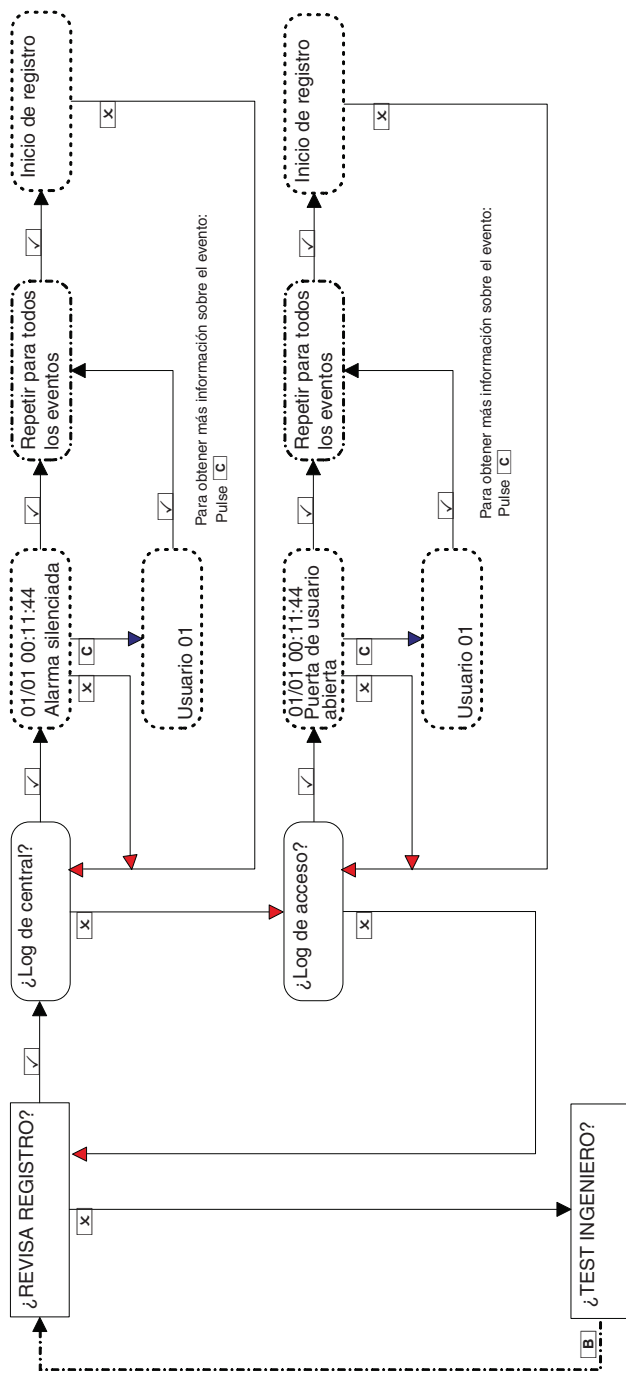 ¿REVISA REGISTRO?
✓
¿Log de central?
✓
01/01 00:11:44
Alarma silenciada
✓
Repetir para todos
los eventos
✓
Inicio de registro
x
x
x
C
x
Usuario 01
✓
Para obtener más información sobre el evento:
Pulse C
¿Log de acceso?
✓
01/01 00:11:44
Puerta de usuario
abierta
✓
Repetir para todos
los eventos
✓
Inicio de registro
x
x
C
x
Usuario 01
✓
Para obtener más información sobre el evento:
Pulse C
B
¿TEST INGENIERO?